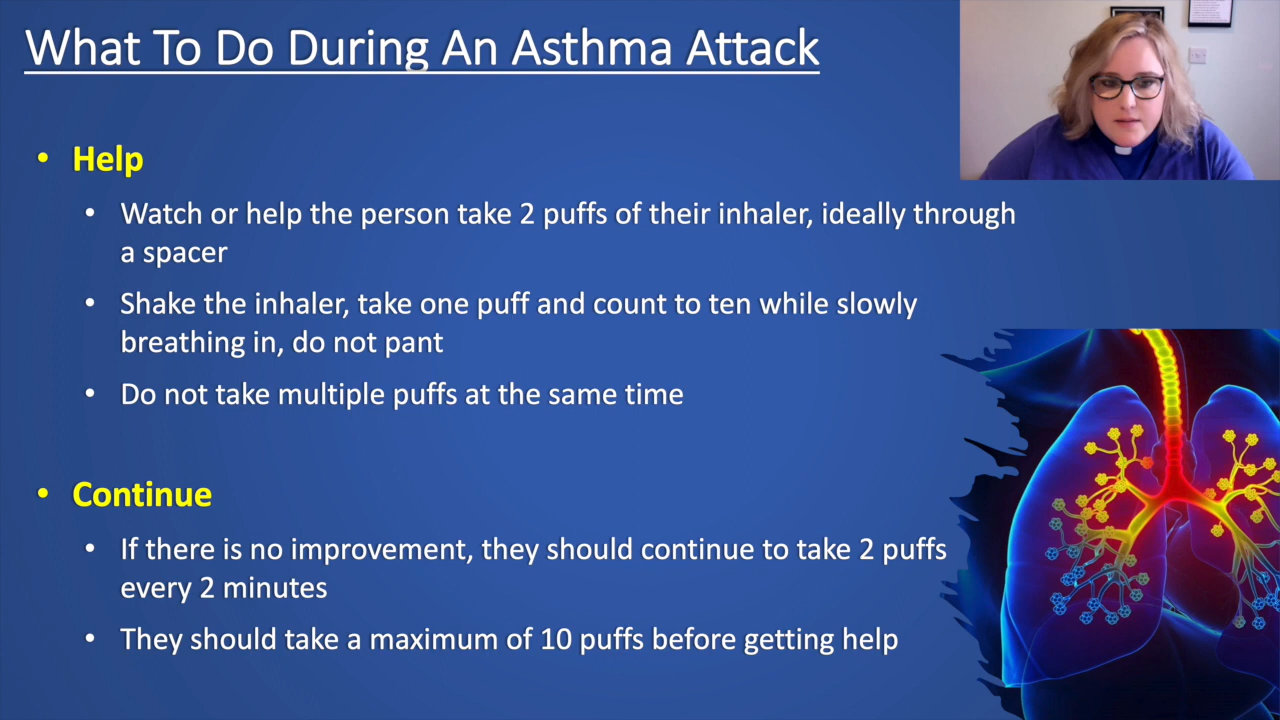 What To Do During An Asthma Attack
• Help
• Watch or help the person take 2 puffs of their inhaler, ideally through
a spacer
• Shake the inhaler, take one puff and count to ten while slowly
breathing in, do not pant
• Do not take multiple puffs at the same time
• Continue
• If there is no improvement, they should continue to take 2 puffs
every 2 minutes
• They should take a maximum of 10 puffs before getting help